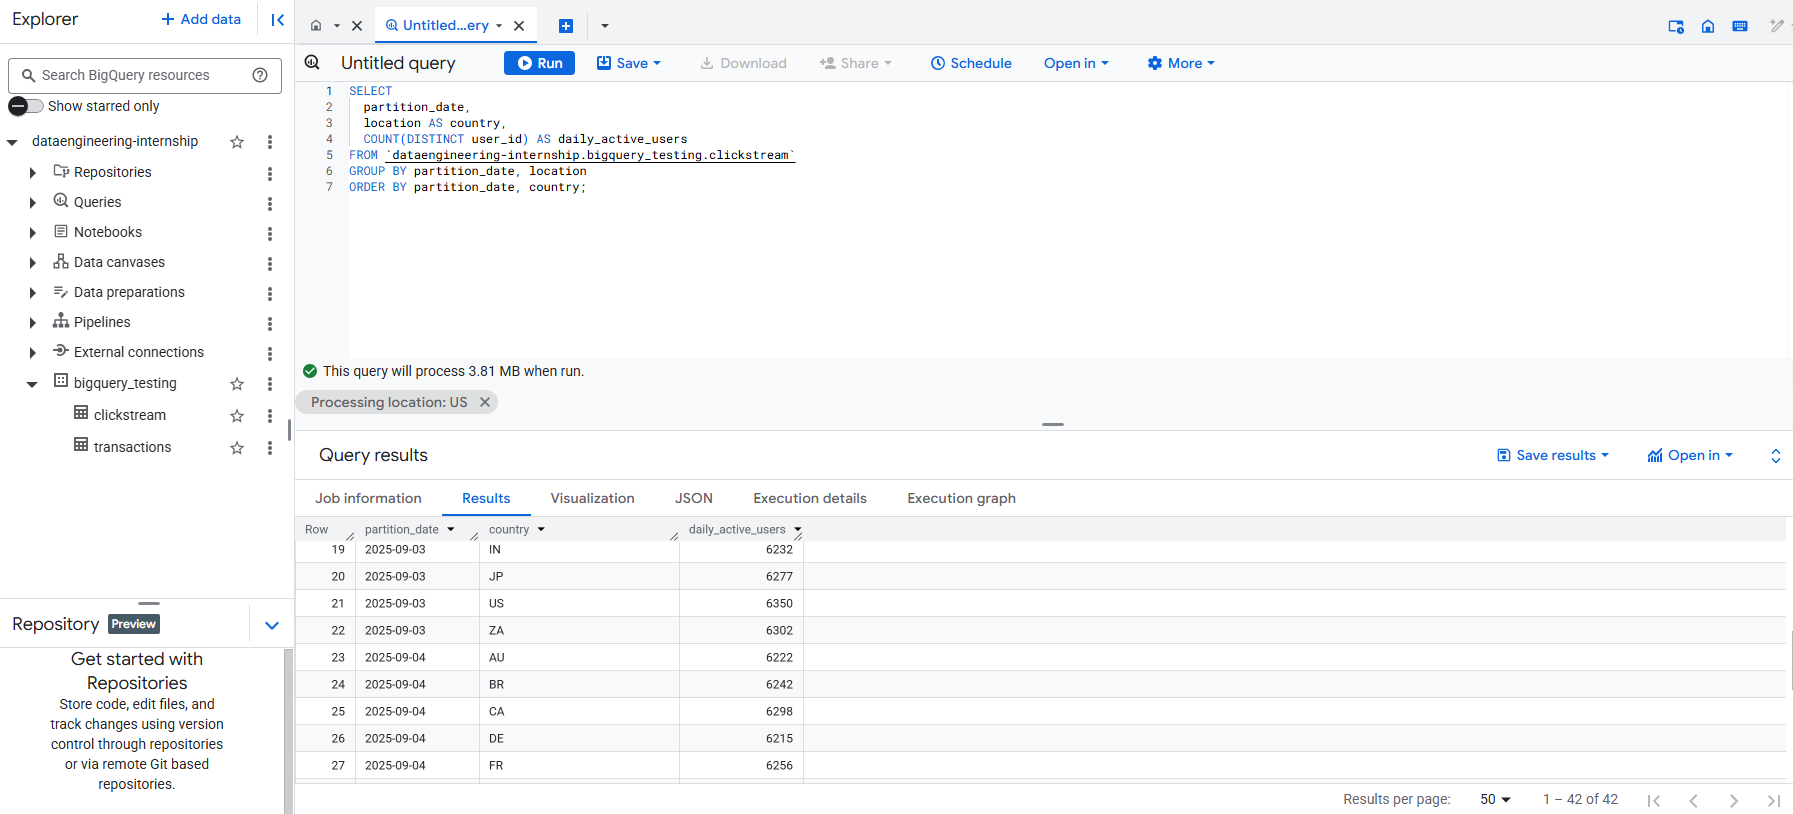 Explorer
+ Add data
Search BigQuery resources
Show starred only
dataengineering-internship
Repositories
Queries
Notebooks
Data canvases
Data preparations
Pipelines
External connections
bigquery_testing
clickstream
transactions
Repository Preview
Get started with
Repositories
Store code, edit files, and
track changes using version
control through repositories
or via remote Git based
repositories.
Untitled...ery
Untitled query
Run
Save
Download
Share
Schedule
Open in
More
1 SELECT
2 partition_date,
3 location AS country,
4 COUNT(DISTINCT user_id) AS daily_active_users
5 FROM `dataengineering-internship.bigquery_testing.clickstream`
6 GROUP BY partition_date, location
7 ORDER BY partition_date, country;
This query will process 3.81 MB when run.
Processing location: US
Query results
Save results
Open in
Job information Results Visualization JSON Execution details Execution graph
Row partition_date country daily_active_users
19 2025-09-03 IN 6232
20 2025-09-03 JP 6277
21 2025-09-03 US 6350
22 2025-09-03 ZA 6302
23 2025-09-04 AU 6222
24 2025-09-04 BR 6242
25 2025-09-04 CA 6298
26 2025-09-04 DE 6215
27 2025-09-04 FR 6256
Results per page: 50 1 – 42 of 42